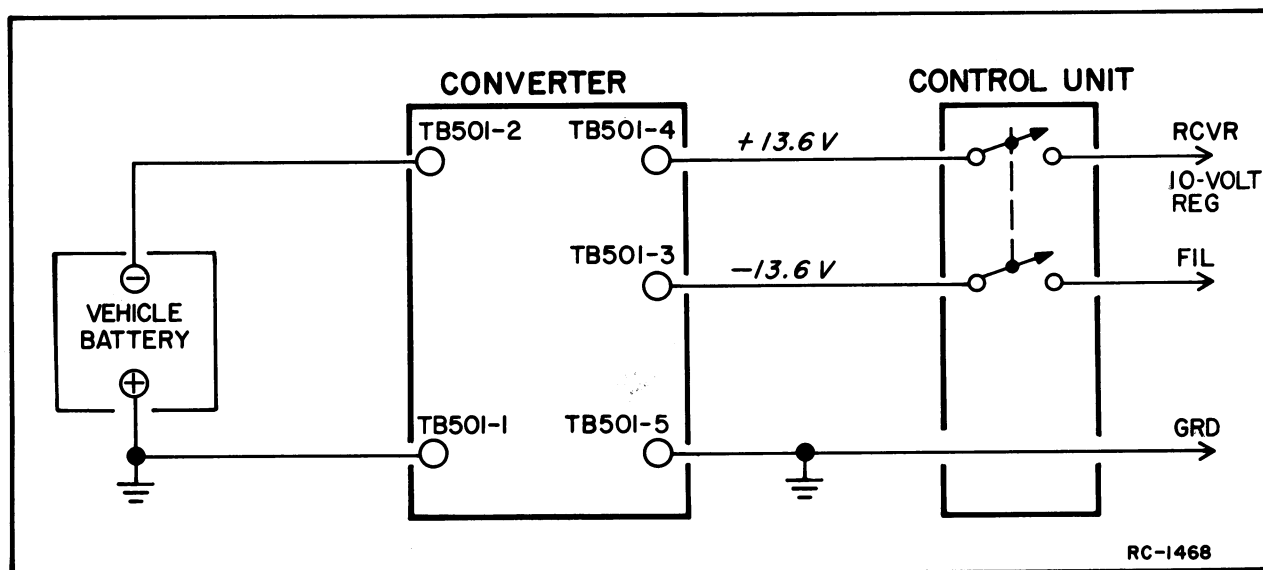 CONVERTER
CONTROL UNIT
TB501-2
TB501-4
+13.6 V
RCVR
10-VOLT
REG
TB501-3
-13.6 V
FIL
VEHICLE
BATTERY
TB501-1
TB501-5
GRD
RC-1468